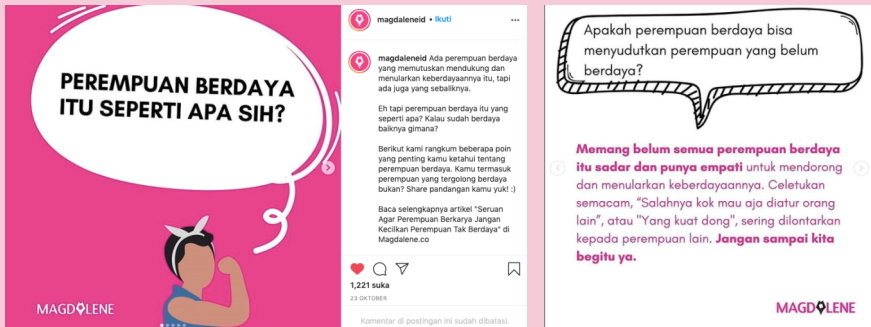 PEREMPUAN BERDAYA
ITU SEPERTI APA SIH?
MAGDALENE
magdaleneid • Ikuti
magdaleneid Ada perempuan berdaya
yang memutuskan mendukung dan
menularkan keberdayaannya itu, tapi
ada juga yang sebaliknya.
Eh tapi perempuan berdaya itu yang
seperti apa? Kalau sudah berdaya
baiknya gimana?
Berikut kami rangkum beberapa poin
yang penting kamu ketahui tentang
perempuan berdaya. Kamu termasuk
perempuan yang tergolong berdaya
bukan? Share pandangan kamu yuk! :)
Baca selengkapnya artikel "Seruan
Agar Perempuan Berkarya Jangan
Kecilkan Perempuan Tak Berdaya" di
Magdalene.co
1,221 suka
23 OKTOBER
Komentar di postingan ini sudah dibatasi.
Apakah perempuan berdaya bisa
menyudutkan perempuan yang belum
berdaya?
Memang belum semua perempuan berdaya
itu sadar dan punya empati untuk mendorong
dan menularkan keberdayaannya. Celetukan
semacam, “Salahnya kok mau aja diatur orang
lain”, atau "Yang kuat dong", sering dilontarkan
kepada perempuan lain. Jangan sampai kita
begitu ya.
MAGDALENE